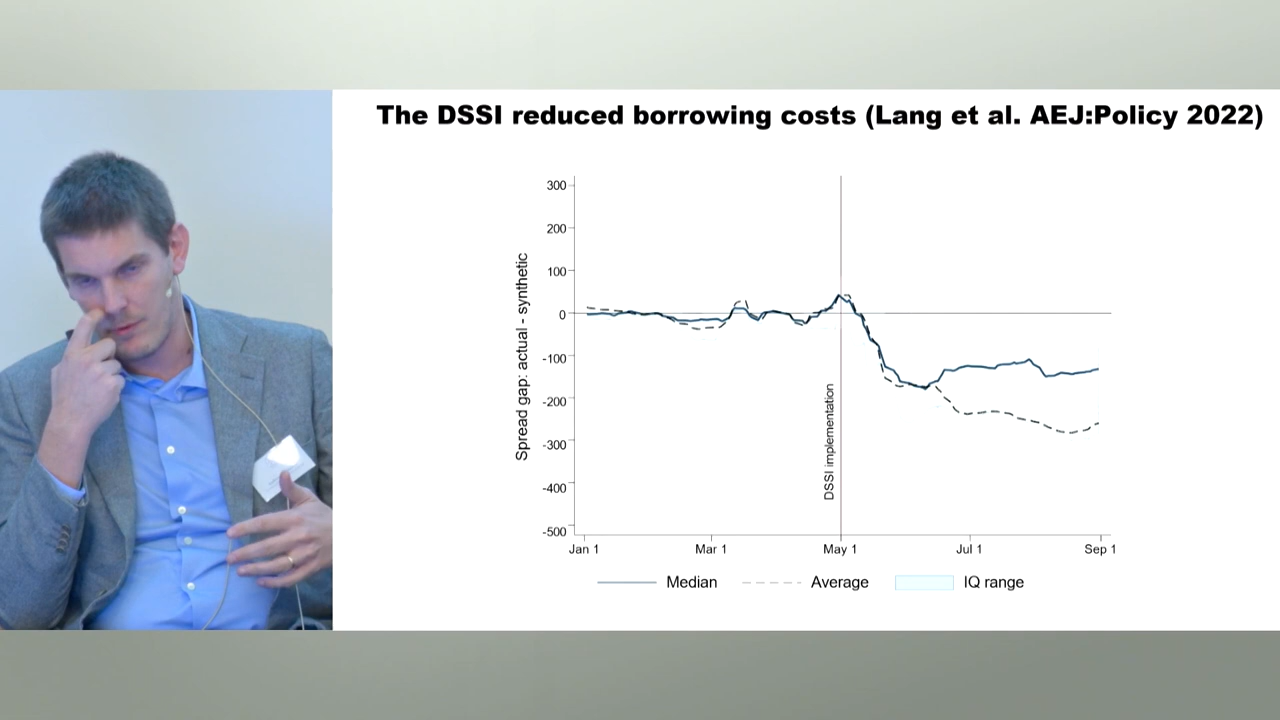 The DSSI reduced borrowing costs (Lang et al. AEJ:Policy 2022)
300
200
100
0
-100
-200
-300
-400
-500
Spread gap: actual - synthetic
DSSI implementation
Jan 1
Mar 1
May 1
Jul 1
Sep 1
Median
Average
IQ range